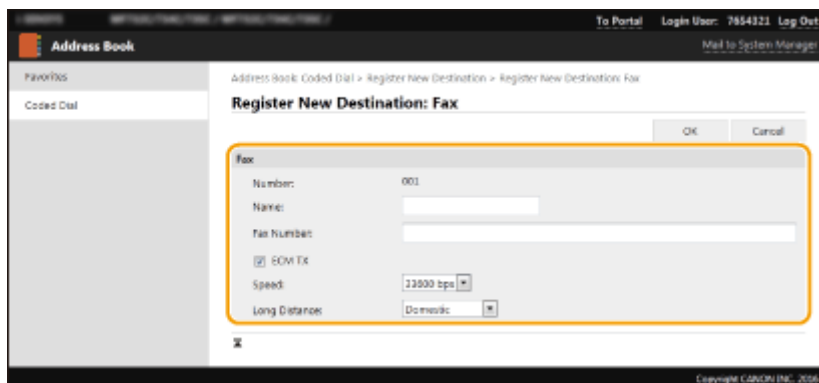 To Portal Login User: 7654321 Log Out
Address Book
Mail to System Manager
Favorites
Coded Dial
Address Book: Coded Dial > Register New Destination > Register New Destination: Fax
Register New Destination: Fax
OK Cancel
Fax
Number: 001
Name:
Fax Number:
ECM TX
Speed: 33600 bps
Long Distance: Domestic
Copyright CANON INC. 2016